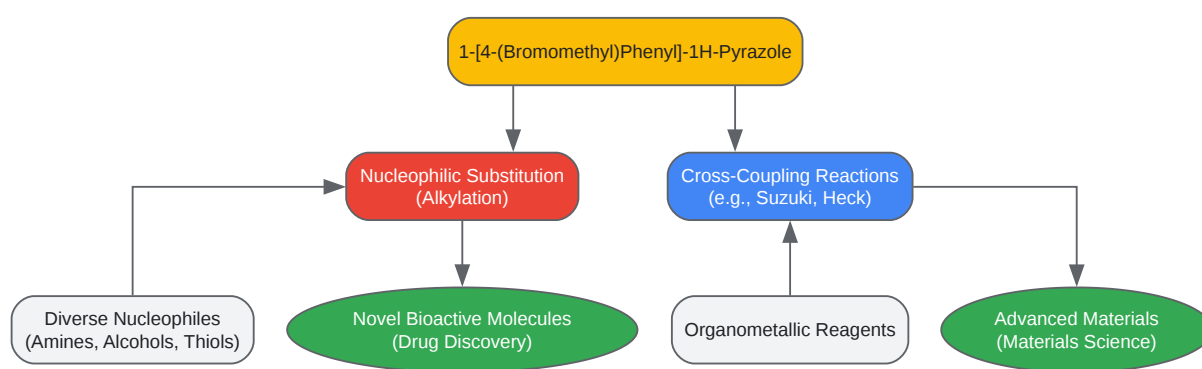 1-[4-(Bromomethyl)Phenyl]-1H-Pyrazole
Nucleophilic Substitution
(Alkylation)
Cross-Coupling Reactions
(e.g., Suzuki, Heck)
Diverse Nucleophiles
(Amines, Alcohols, Thiols)
Novel Bioactive Molecules
(Drug Discovery)
Organometallic Reagents
Advanced Materials
(Materials Science)